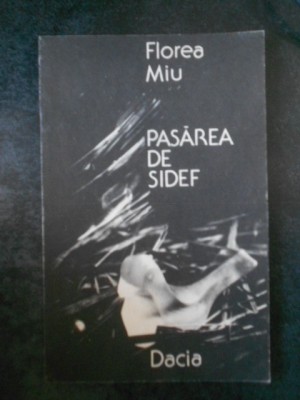 Florea
Miu
PASĂREA
DE
SIDEF
Dacia